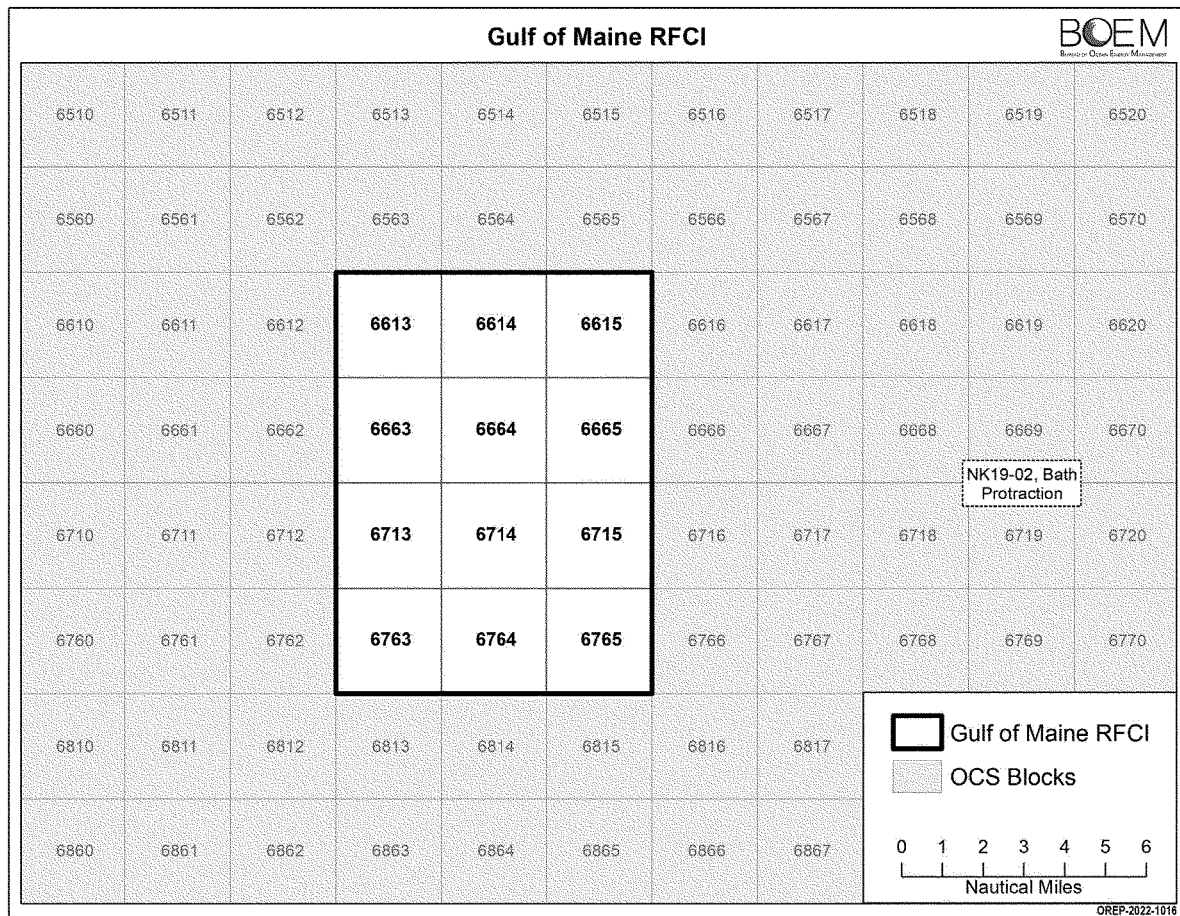 Gulf of Maine RFCI
BOEM
BUREAU OF OCEAN ENERGY MANAGEMENT
6510 6511 6512 6513 6514 6515 6516 6517 6518 6519 6520
6560 6561 6562 6563 6564 6565 6566 6567 6568 6569 6570
6610 6611 6612 6613 6614 6615 6616 6617 6618 6619 6620
6660 6661 6662 6663 6664 6665 6666 6667 6668 6669 6670
NK19-02, Bath
Protraction
6710 6711 6712 6713 6714 6715 6716 6717 6718 6719 6720
6760 6761 6762 6763 6764 6765 6766 6767 6768 6769 6770
6810 6811 6812 6813 6814 6815 6816 6817
6860 6861 6862 6863 6864 6865 6866 6867
Gulf of Maine RFCI
OCS Blocks
0 1 2 3 4 5 6
Nautical Miles
OREP-2022-1016